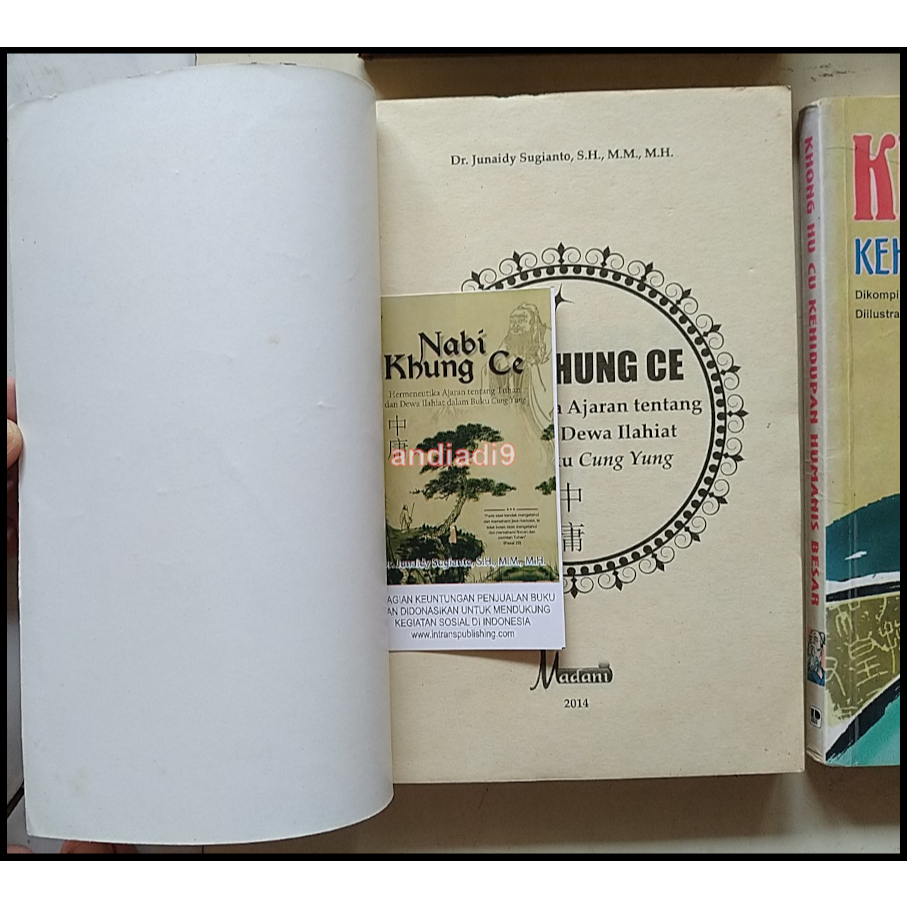 Dr. Junaidy Sugianto, S.H., M.M., M.H.
HUNG CE
a Ajaran tentang
Dewa Ilahiat
u Cung Yung
中
庸
Madani
2014
Nabi
Khung Ce
Hermeneutika Ajaran tentang Tuhan
dan Dewa Ilahiat dalam Buku Cung Yung
中
庸
andiadi9
r. Junaidy Sugianto, S.H., M.M., M.H.
AGIAN KEUNTUNGAN PENJUALAN BUKU
AN DIDONASIKAN UNTUK MENDUKUNG
KEGIATAN SOSIAL DI INDONESIA
www.intranspublishing.com
KHONG HU CU KEHIDUPAN HUMANIS BESAR
K
KEH
Dikompi
Diilustra